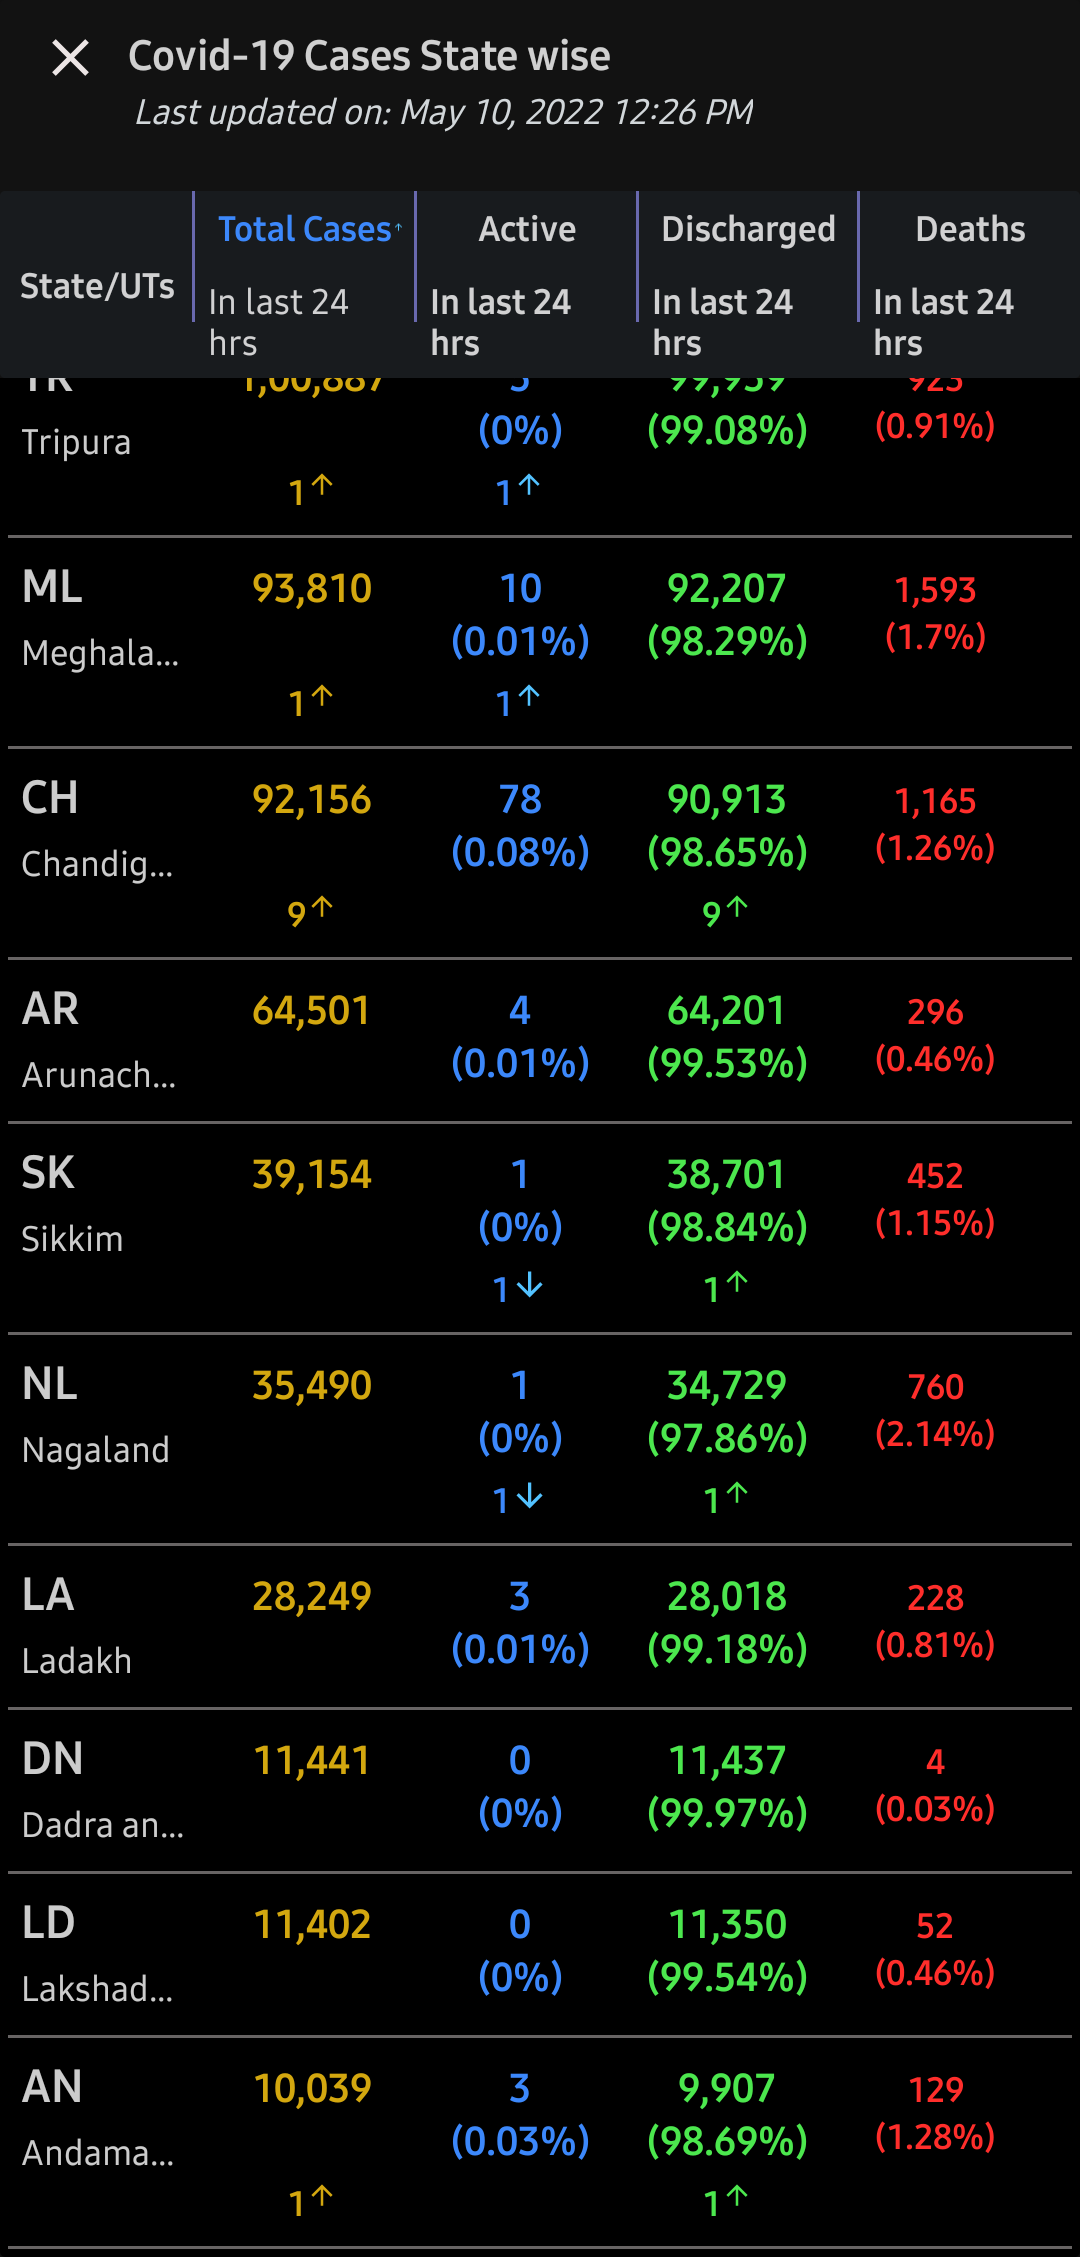 Covid-19 Cases State wise
Last updated on: May 10, 2022 12:26 PM
State/UTs
Total Cases↑
In last 24
hrs
Active
In last 24
hrs
Discharged
In last 24
hrs
Deaths
In last 24
hrs
TR 1,00,887 5 99,959 923
(0%) (99.08%) (0.91%)
Tripura
1↑ 1↑
ML 93,810 10 92,207 1,593
(0.01%) (98.29%) (1.7%)
Meghala...
1↑ 1↑
CH 92,156 78 90,913 1,165
(0.08%) (98.65%) (1.26%)
Chandig...
9↑ 9↑
AR 64,501 4 64,201 296
(0.01%) (99.53%) (0.46%)
Arunach...
SK 39,154 1 38,701 452
(0%) (98.84%) (1.15%)
Sikkim
1↓ 1↑
NL 35,490 1 34,729 760
(0%) (97.86%) (2.14%)
Nagaland
1↓ 1↑
LA 28,249 3 28,018 228
(0.01%) (99.18%) (0.81%)
Ladakh
DN 11,441 0 11,437 4
(0%) (99.97%) (0.03%)
Dadra an...
LD 11,402 0 11,350 52
(0%) (99.54%) (0.46%)
Lakshad...
AN 10,039 3 9,907 129
(0.03%) (98.69%) (1.28%)
Andama...
1↑ 1↑